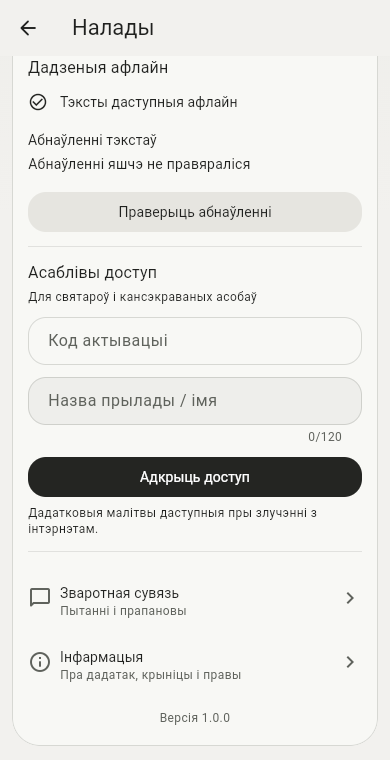 Налады
Дадзеныя афлайн
Тэксты даступныя афлайн
Абнаўленні тэкстаў
Абнаўленні яшчэ не правяраліся
Праверыць абнаўленні
Асаблівы доступ
Для святароў і кансэкраваных асобаў
Код актывацыі
Назва прылады / імя
0/120
Адкрыць доступ
Дадатковыя малітвы даступныя пры злучэнні з
інтэрнэтам.
Зваротная сувязь
Пытанні і прапановы
Інфармацыя
Пра дадатак, крыніцы і правы
Версія 1.0.0